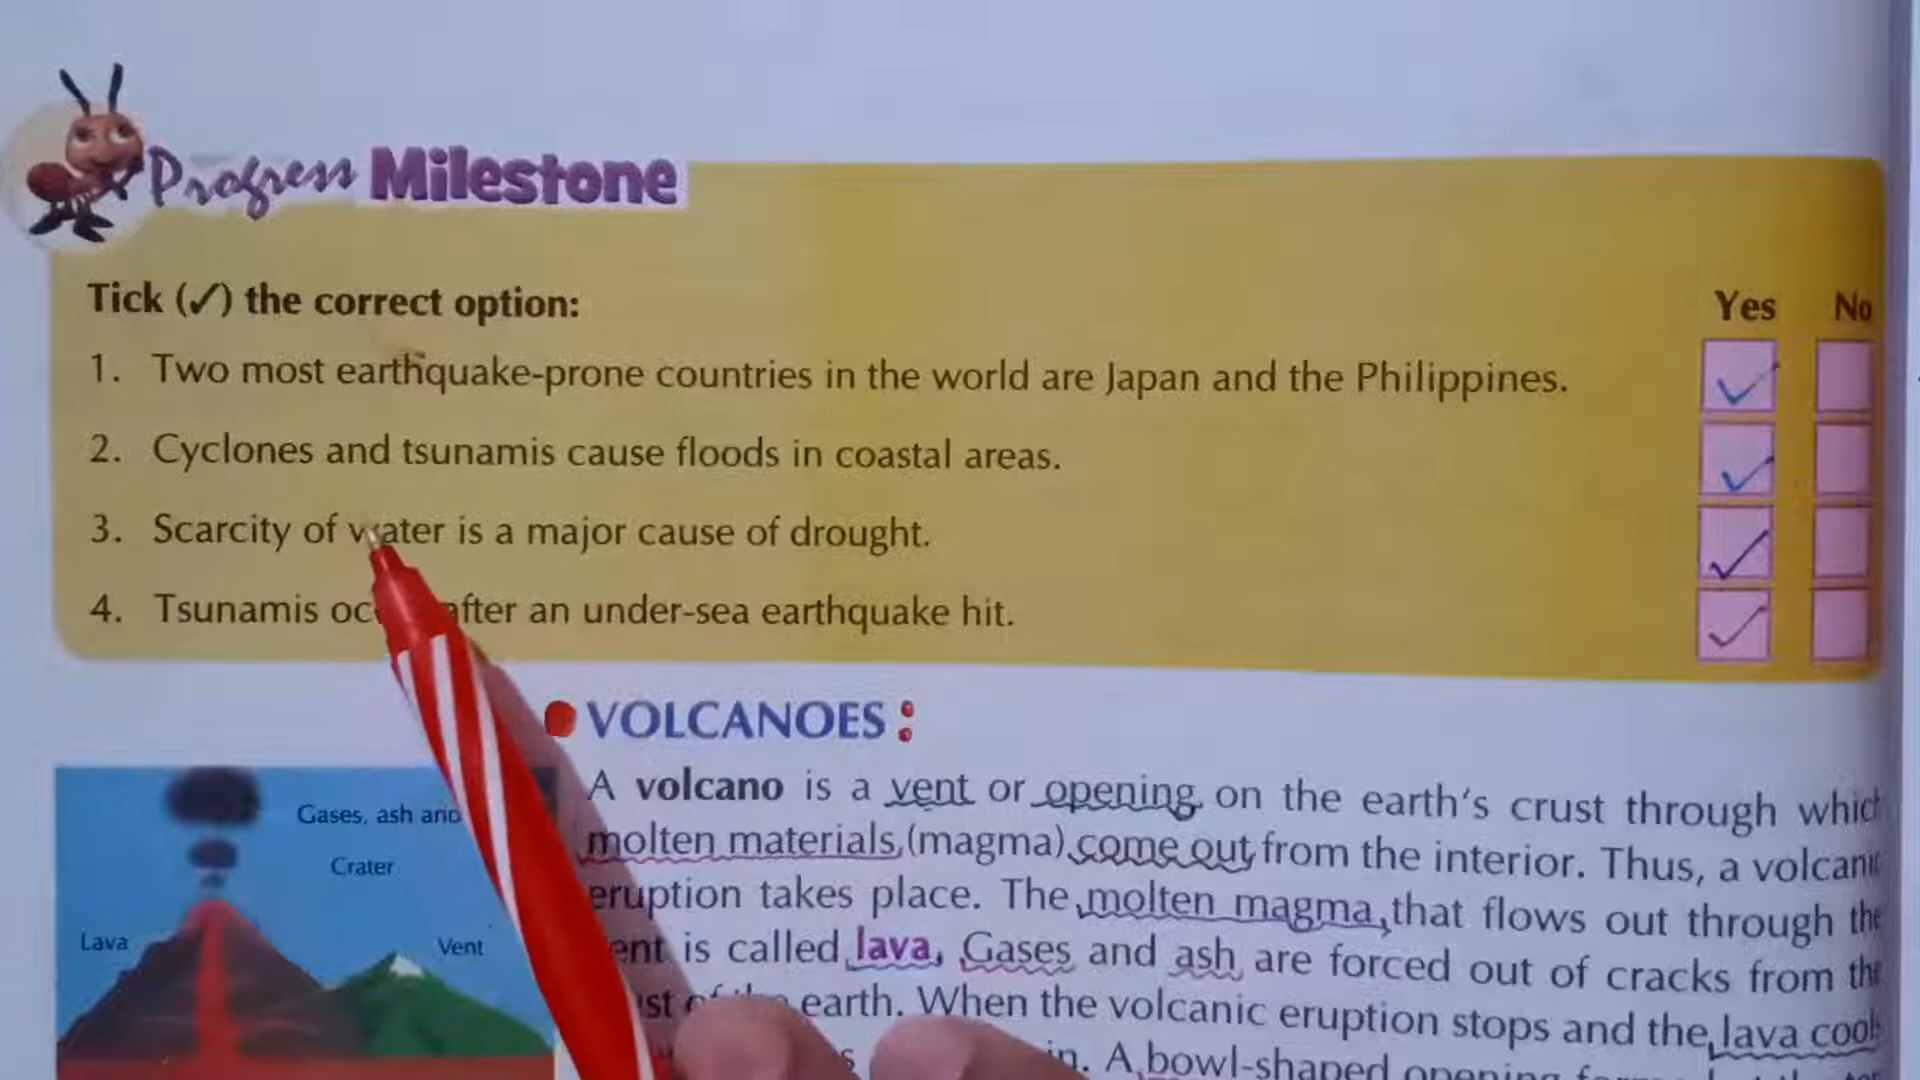 Progress Milestone
Tick (✓) the correct option:
Yes No
1. Two most earthquake-prone countries in the world are Japan and the Philippines.
2. Cyclones and tsunamis cause floods in coastal areas.
3. Scarcity of water is a major cause of drought.
4. Tsunamis after an under-sea earthquake hit.
VOLCANOES :
A volcano is a vent or opening on the earth's crust through which
molten materials (magma) come out from the interior. Thus, a
eruption takes place. The molten magma, that flows out through the
is called lava, Gases and ash are forced out of cracks from the
earth. When the volcanic eruption stops and the lava
A bowl-shaped opening
Gases, ash and
Crater
Lava
Vent